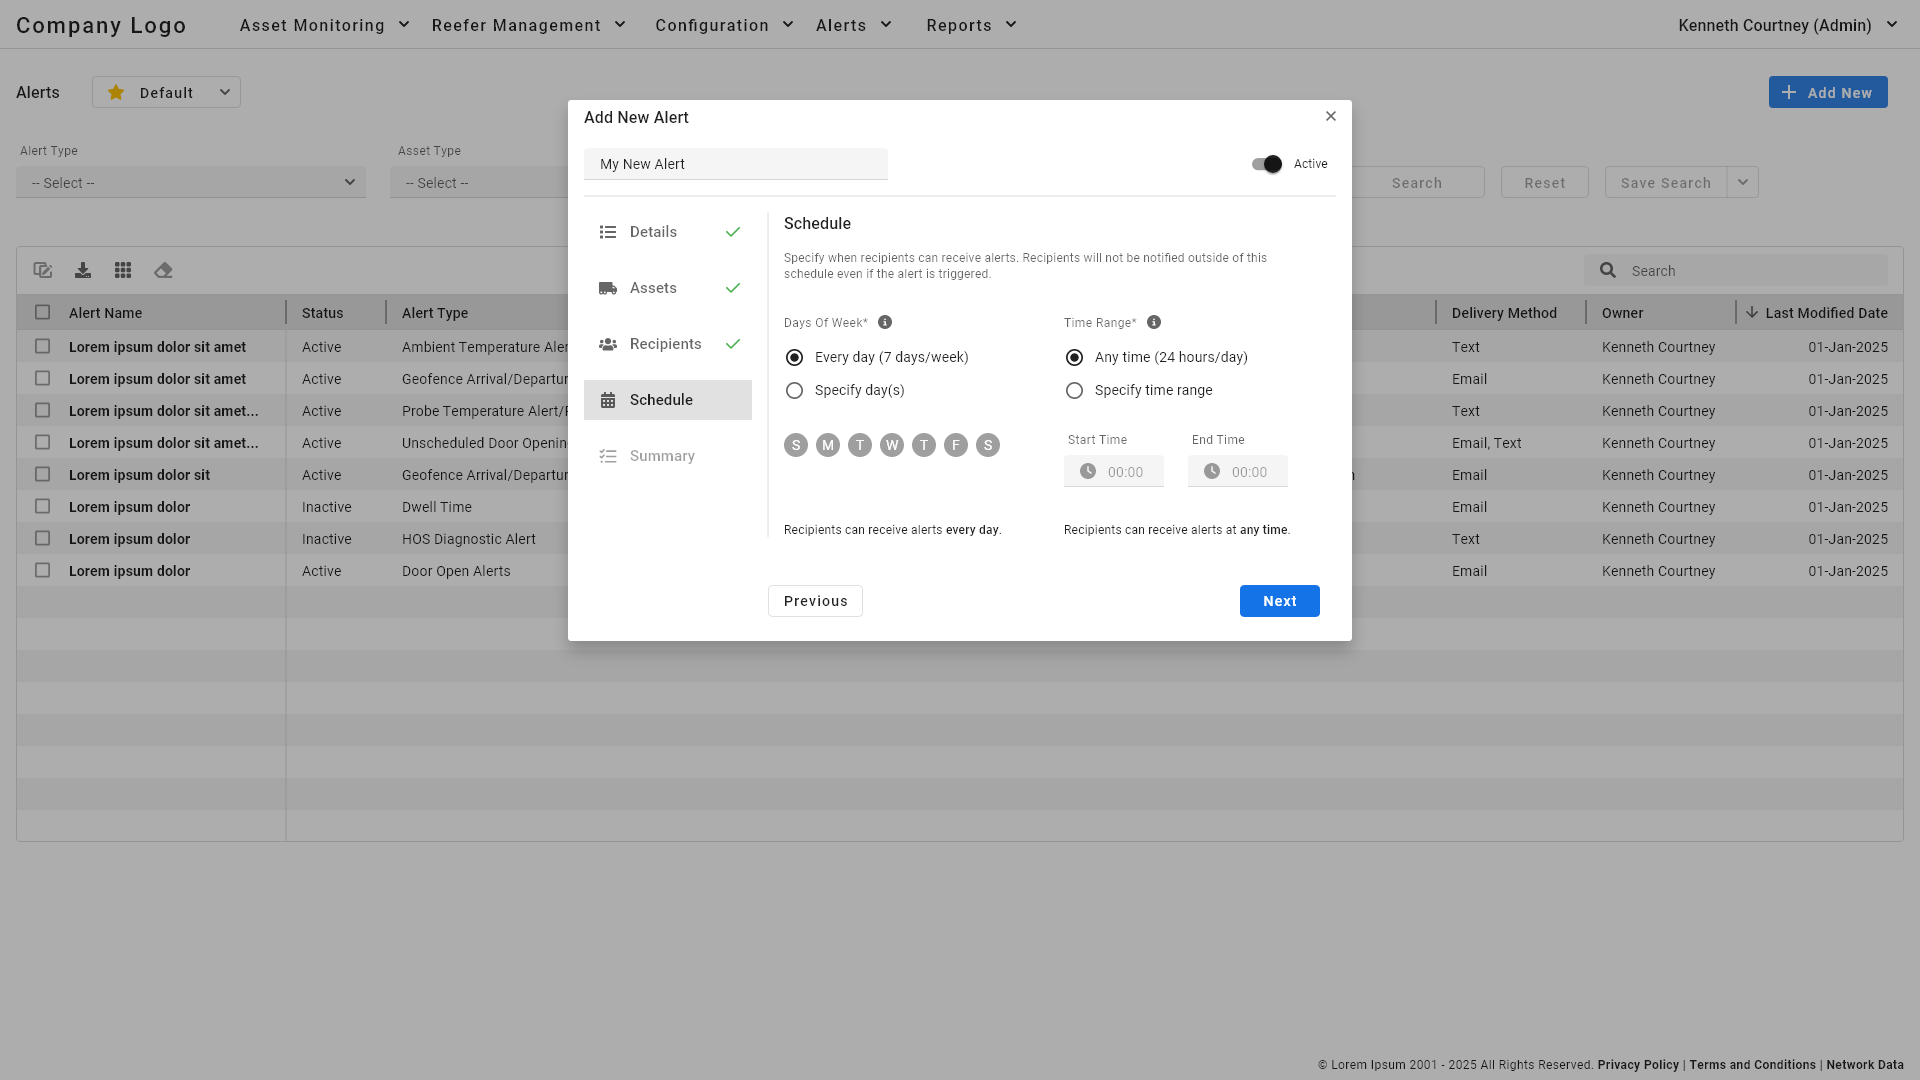 Company Logo
Asset Monitoring
Reefer Management
Configuration
Alerts
Reports
Kenneth Courtney (Admin)
Alerts
Default
Add New
Alert Type
Asset Type
-- Select --
-- Select --
Search
Reset
Save Search
Search
Alert Name
Status
Alert Type
Delivery Method
Owner
Last Modified Date
Lorem ipsum dolor sit amet
Active
Ambient Temperature Aler
Text
Kenneth Courtney
01-Jan-2025
Lorem ipsum dolor sit amet
Active
Geofence Arrival/Departur
Email
Kenneth Courtney
01-Jan-2025
Lorem ipsum dolor sit amet...
Active
Probe Temperature Alert/
Text
Kenneth Courtney
01-Jan-2025
Lorem ipsum dolor sit amet...
Active
Unscheduled Door Openin
Email, Text
Kenneth Courtney
01-Jan-2025
Lorem ipsum dolor sit
Active
Geofence Arrival/Departur
Email
Kenneth Courtney
01-Jan-2025
Lorem ipsum dolor
Inactive
Dwell Time
Email
Kenneth Courtney
01-Jan-2025
Lorem ipsum dolor
Inactive
HOS Diagnostic Alert
Text
Kenneth Courtney
01-Jan-2025
Lorem ipsum dolor
Active
Door Open Alerts
Email
Kenneth Courtney
01-Jan-2025
Add New Alert
My New Alert
Active
Details
Assets
Recipients
Schedule
Summary
Schedule
Specify when recipients can receive alerts. Recipients will not be notified outside of this
schedule even if the alert is triggered.
Days Of Week*
Every day (7 days/week)
Specify day(s)
S M T W T F S
Recipients can receive alerts every day.
Time Range*
Any time (24 hours/day)
Specify time range
Start Time
End Time
00:00
00:00
Recipients can receive alerts at any time.
Previous
Next
© Lorem Ipsum 2001 - 2025 All Rights Reserved. Privacy Policy | Terms and Conditions | Network Data